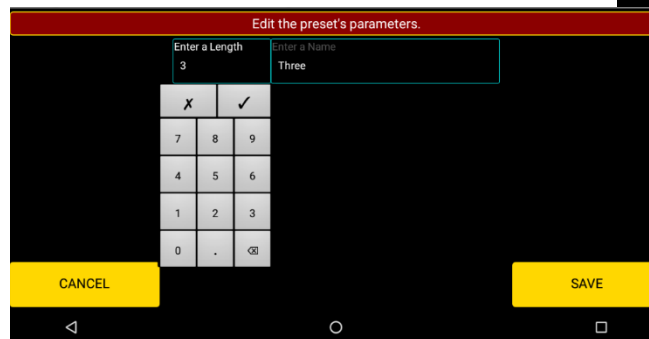 Edit the preset's parameters.
Enter a Length
Enter a Name
3
Three
✗ ✓
7 8 9
4 5 6
1 2 3
0 .
CANCEL
SAVE